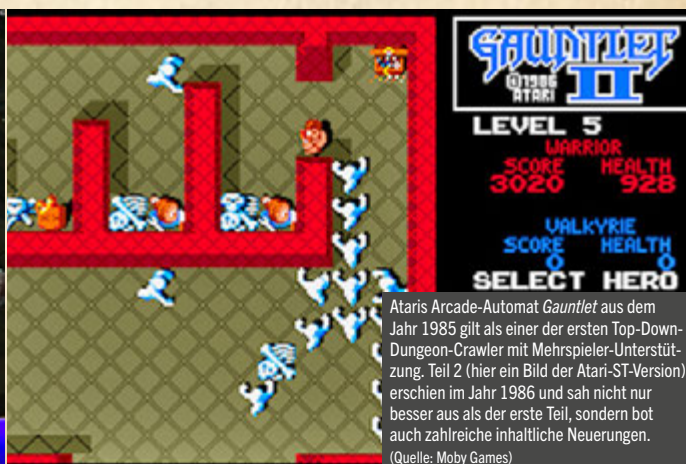 GAUNTLET
©1986
ATARI
II
LEVEL 5
WARRIOR
SCORE HEALTH
3020 928
VALKYRIE
SCORE HEALTH
0 0
SELECT HERO
Ataris Arcade-Automat Gauntlet aus dem
Jahr 1985 gilt als einer der ersten Top-Down-
Dungeon-Crawler mit Mehrspieler-Unterstüt-
zung. Teil 2 (hier ein Bild der Atari-ST-Version)
erschien im Jahr 1986 und sah nicht nur
besser aus als der erste Teil, sondern bot
auch zahlreiche inhaltliche Neuerungen.
(Quelle: Moby Games)